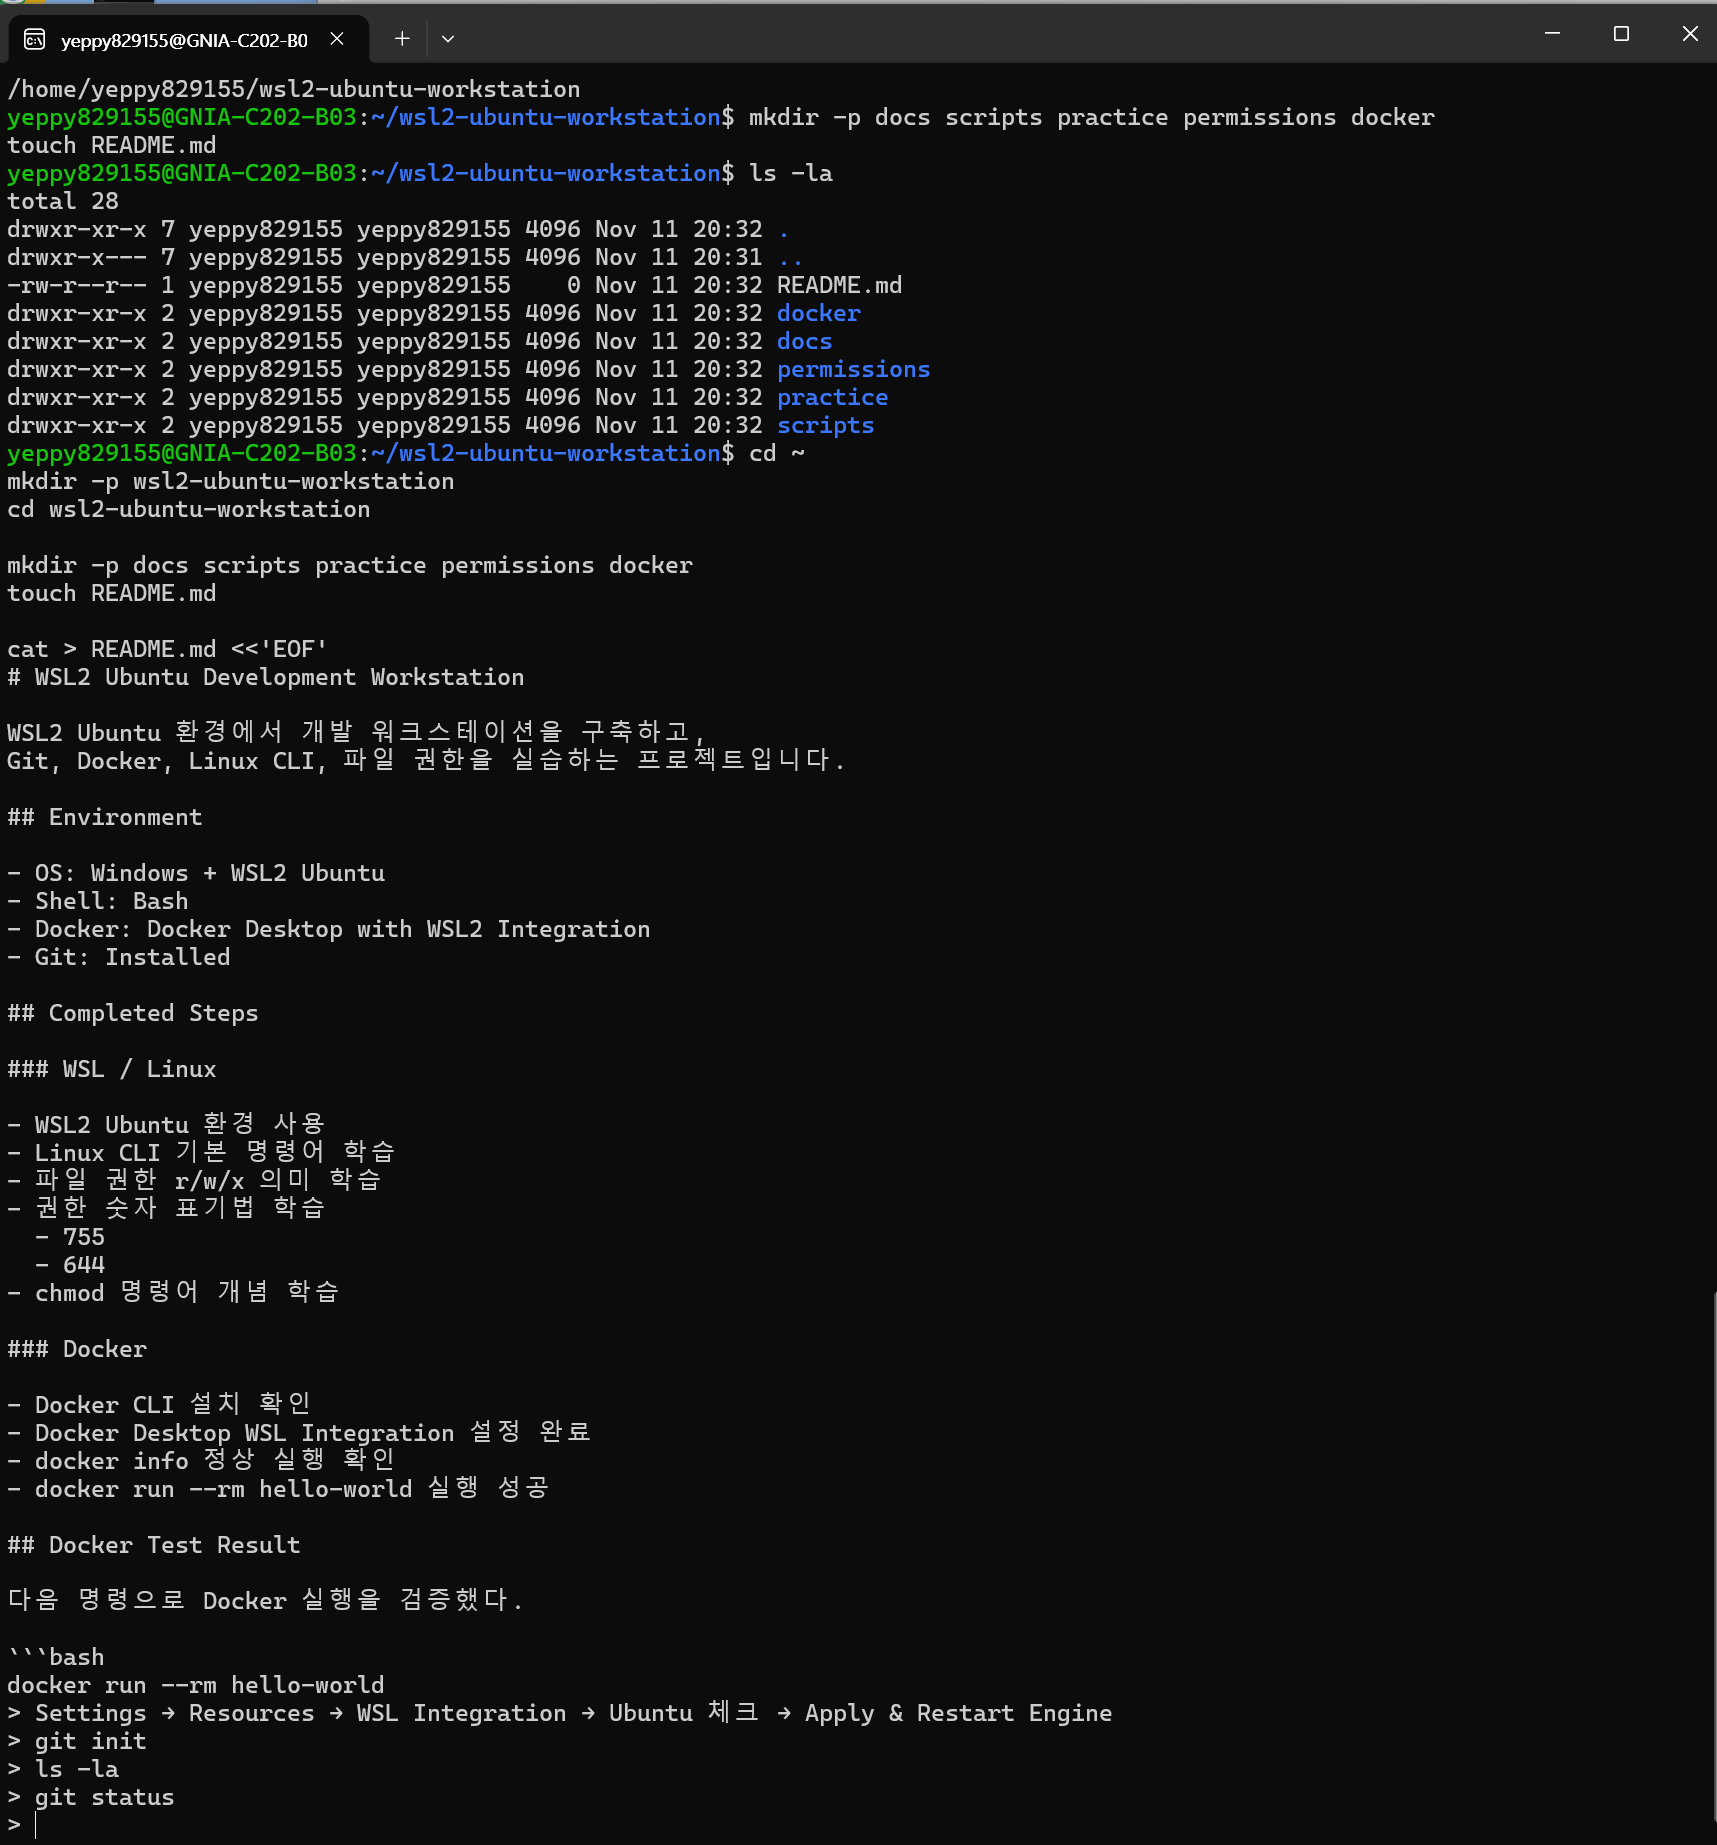 yeppy829155@GNIA-C202-B0
/home/yeppy829155/wsl2-ubuntu-workstation
yeppy829155@GNIA-C202-B03:~/wsl2-ubuntu-workstation$ mkdir -p docs scripts practice permissions docker
touch README.md
yeppy829155@GNIA-C202-B03:~/wsl2-ubuntu-workstation$ ls -la
total 28
drwxr-xr-x 7 yeppy829155 yeppy829155 4096 Nov 11 20:32 .
drwxr-x--- 7 yeppy829155 yeppy829155 4096 Nov 11 20:31 ..
-rw-r--r-- 1 yeppy829155 yeppy829155    0 Nov 11 20:32 README.md
drwxr-xr-x 2 yeppy829155 yeppy829155 4096 Nov 11 20:32 docker
drwxr-xr-x 2 yeppy829155 yeppy829155 4096 Nov 11 20:32 docs
drwxr-xr-x 2 yeppy829155 yeppy829155 4096 Nov 11 20:32 permissions
drwxr-xr-x 2 yeppy829155 yeppy829155 4096 Nov 11 20:32 practice
drwxr-xr-x 2 yeppy829155 yeppy829155 4096 Nov 11 20:32 scripts
yeppy829155@GNIA-C202-B03:~/wsl2-ubuntu-workstation$ cd ~
mkdir -p wsl2-ubuntu-workstation
cd wsl2-ubuntu-workstation
mkdir -p docs scripts practice permissions docker
touch README.md
cat > README.md <<'EOF'
# WSL2 Ubuntu Development Workstation
WSL2 Ubuntu 환경에서 개발 워크스테이션을 구축하고,
Git, Docker, Linux CLI, 파일 권한을 실습하는 프로젝트입니다.
## Environment
- OS: Windows + WSL2 Ubuntu
- Shell: Bash
- Docker: Docker Desktop with WSL2 Integration
- Git: Installed
## Completed Steps
### WSL / Linux
- WSL2 Ubuntu 환경 사용
- Linux CLI 기본 명령어 학습
- 파일 권한 r/w/x 의미 학습
- 권한 숫자 표기법 학습
  - 755
  - 644
- chmod 명령어 개념 학습
### Docker
- Docker CLI 설치 확인
- Docker Desktop WSL Integration 설정 완료
- docker info 정상 실행 확인
- docker run --rm hello-world 실행 성공
## Docker Test Result
다음 명령으로 Docker 실행을 검증했다.
```bash
docker run --rm hello-world
> Settings → Resources → WSL Integration → Ubuntu 체크 → Apply & Restart Engine
> git init
> ls -la
> git status
>